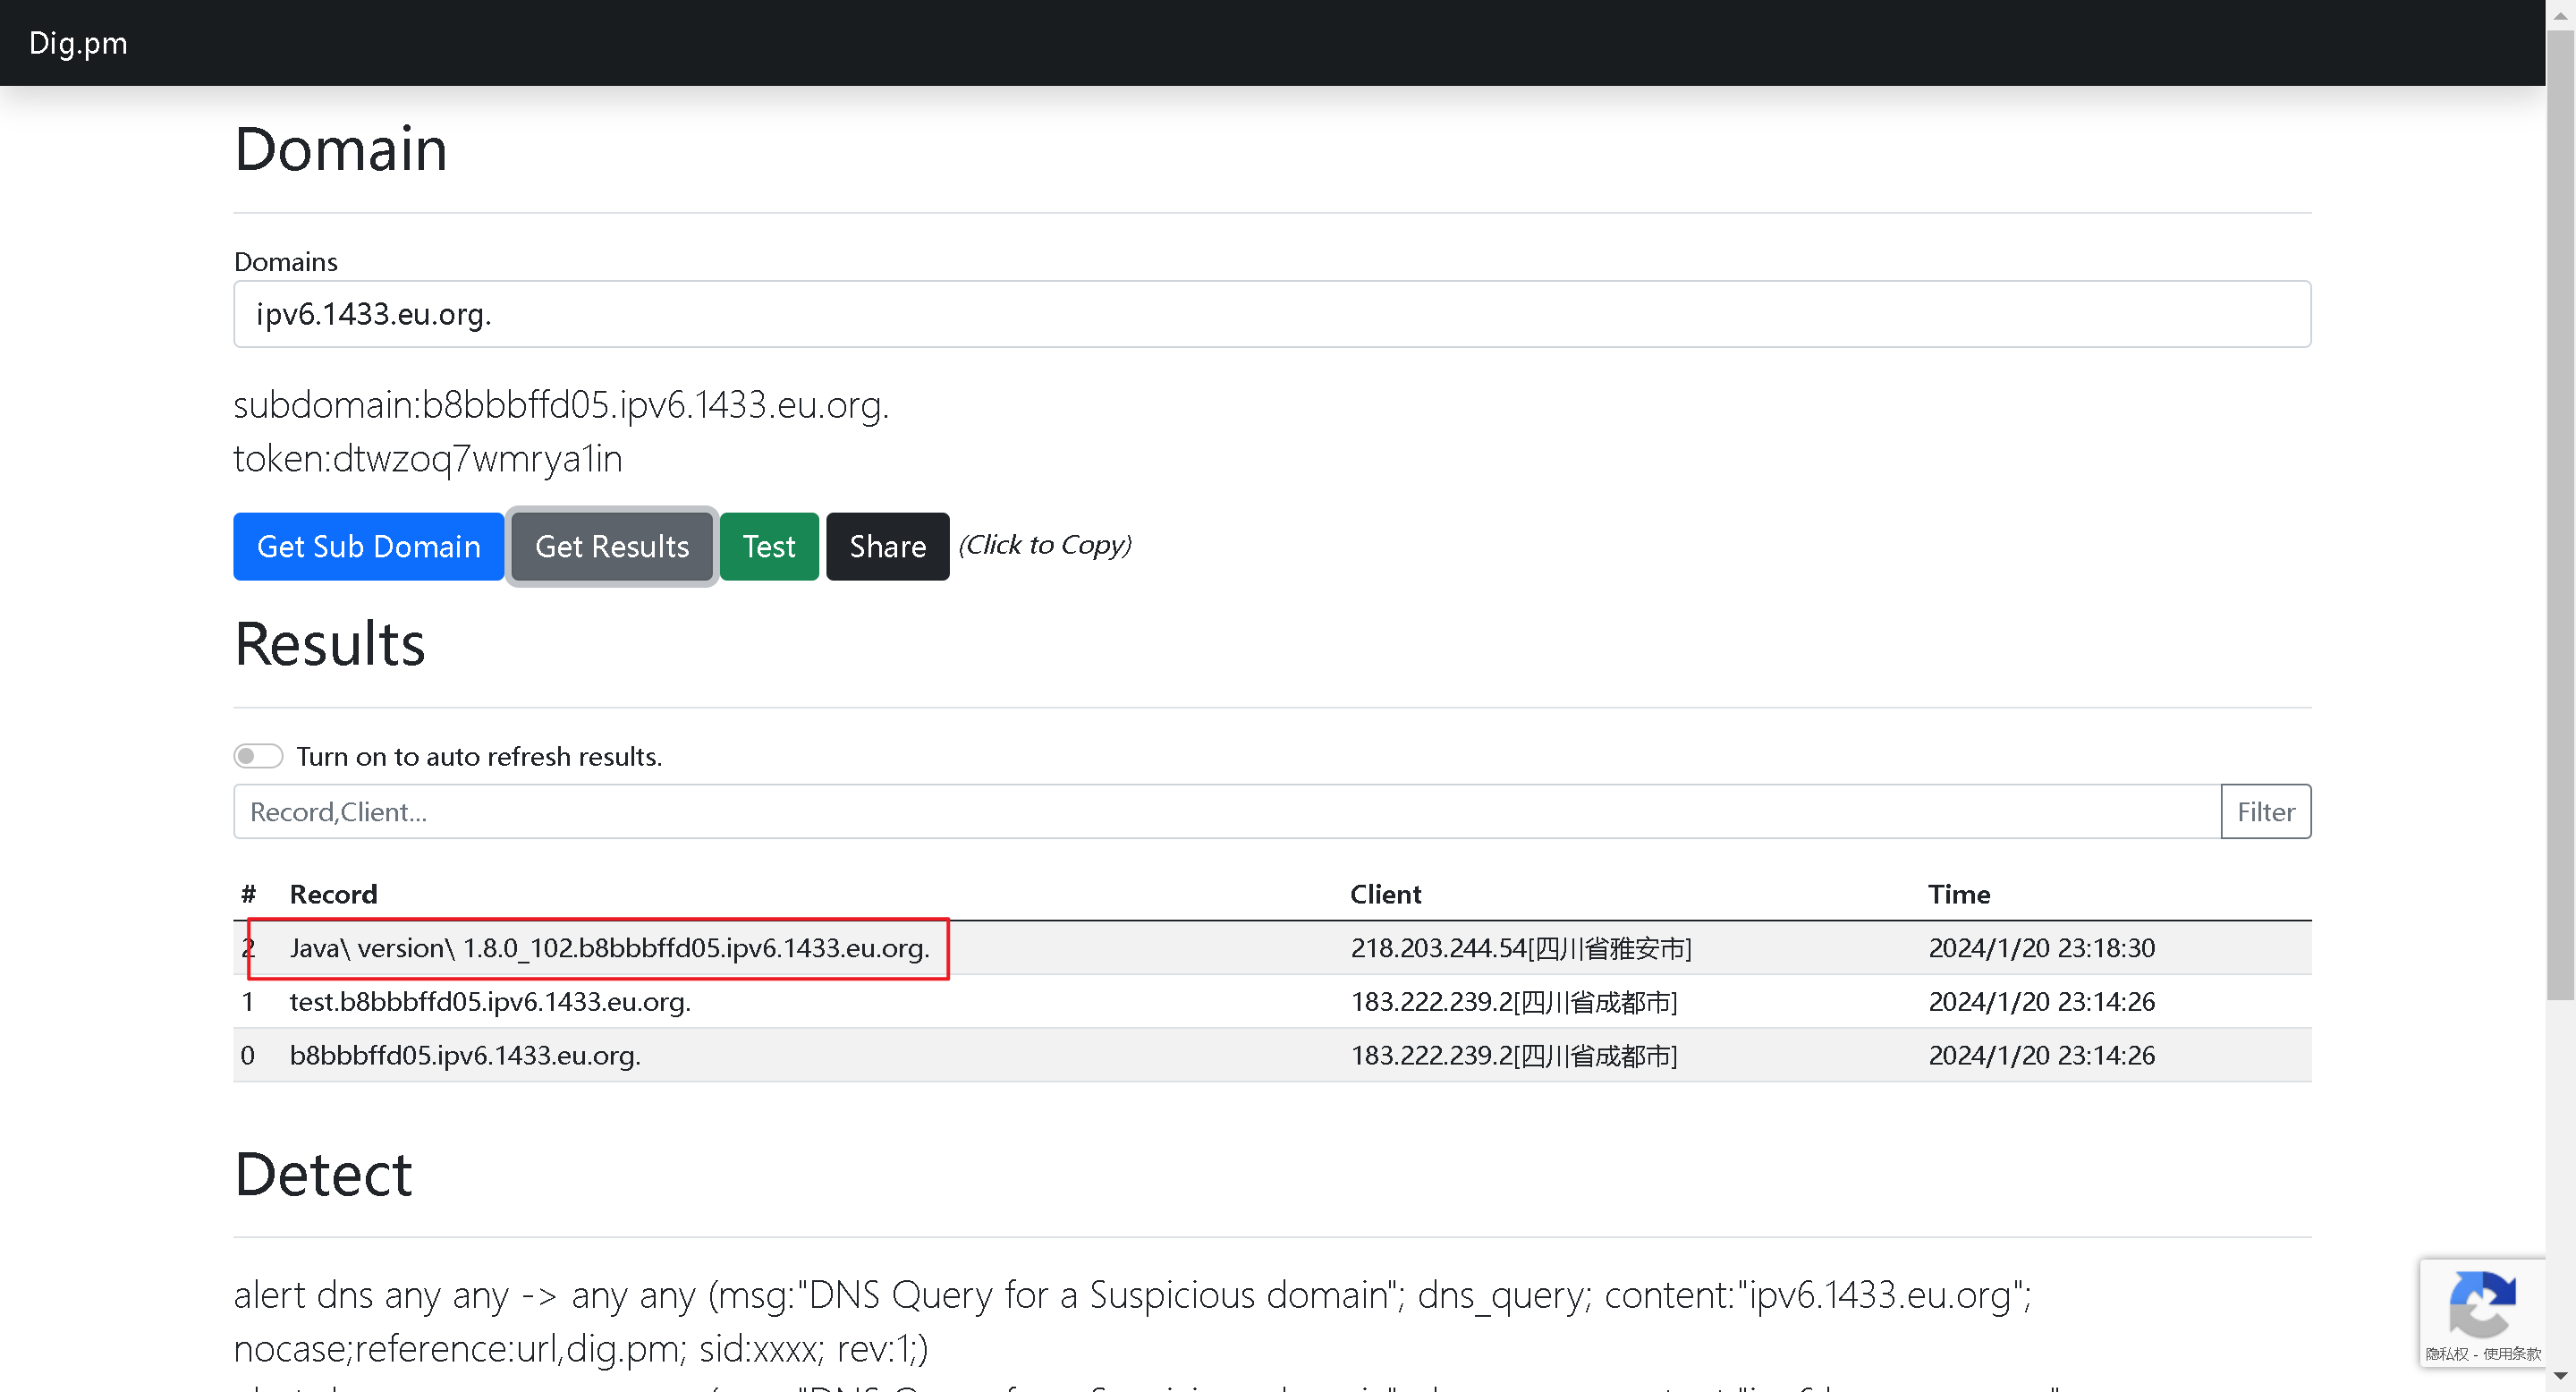 Dig.pm
Domain
Domains
ipv6.1433.eu.org.
subdomain:b8bbbffd05.ipv6.1433.eu.org.
token:dtwzoq7wmrya1in
Get Sub Domain Get Results Test Share (Click to Copy)
Results
Turn on to auto refresh results.
Record,Client... Filter
# Record Client Time
2 Java\ version\ 1.8.0_102.b8bbbffd05.ipv6.1433.eu.org. 218.203.244.54[四川省雅安市] 2024/1/20 23:18:30
1 test.b8bbbffd05.ipv6.1433.eu.org. 183.222.239.2[四川省成都市] 2024/1/20 23:14:26
0 b8bbbffd05.ipv6.1433.eu.org. 183.222.239.2[四川省成都市] 2024/1/20 23:14:26
Detect
alert dns any any -> any any (msg:"DNS Query for a Suspicious domain"; dns_query; content:"ipv6.1433.eu.org";
nocase;reference:url,dig.pm; sid:xxxx; rev:1;)
隐私权 - 使用条款